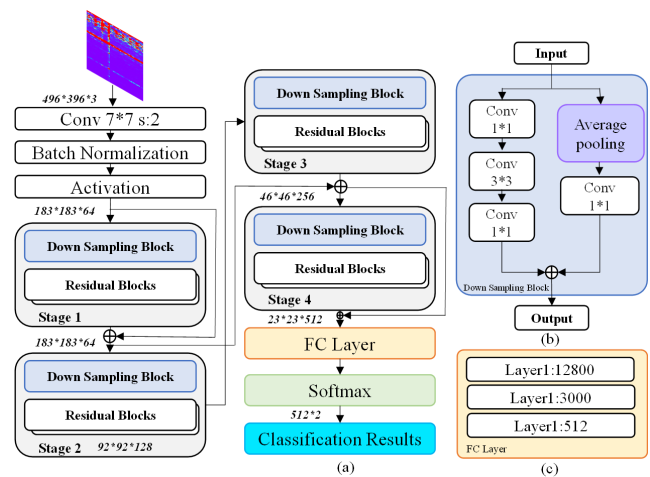 496*396*3
Conv 7*7 s:2
Batch Normalization
Activation
183*183*64
Down Sampling Block
Residual Blocks
Stage 1
183*183*64
Down Sampling Block
Residual Blocks
Stage 2
92*92*128
Down Sampling Block
Residual Blocks
Stage 3
46*46*256
Down Sampling Block
Residual Blocks
Stage 4
23*23*512
FC Layer
Softmax
512*2
Classification Results
(a)
Input
Conv
1*1
Conv
3*3
Conv
1*1
Average
pooling
Conv
1*1
Down Sampling Block
Output
(b)
Layer1:12800
Layer1:3000
Layer1:512
FC Layer
(c)